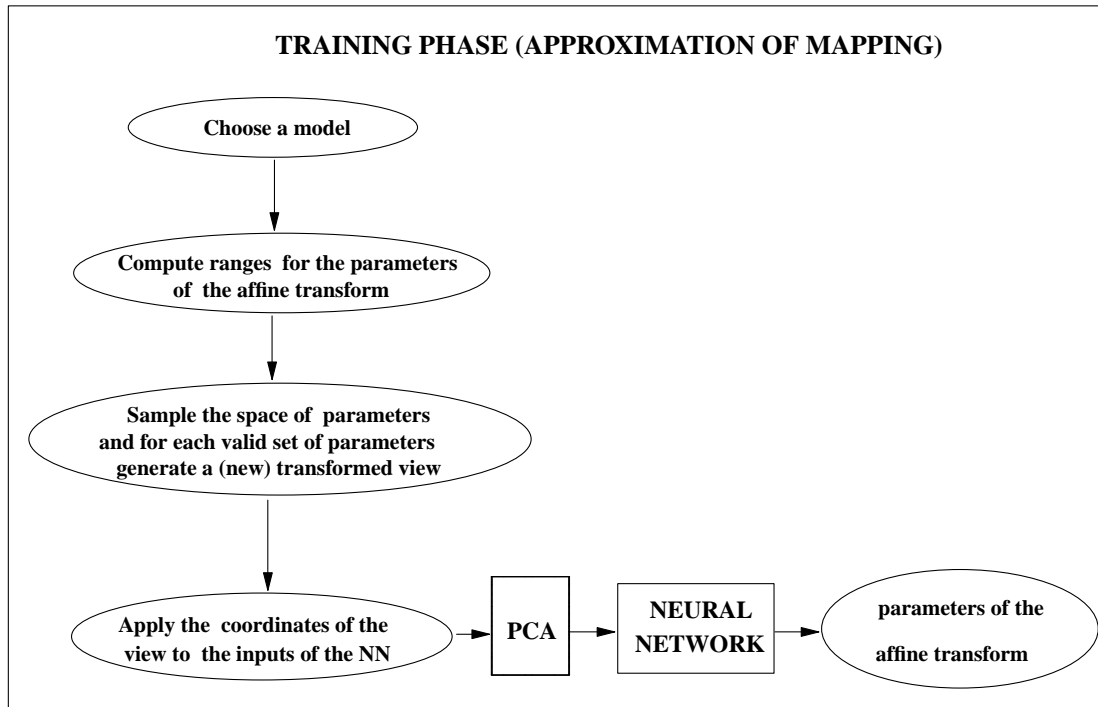 TRAINING PHASE (APPROXIMATION OF MAPPING)
Choose a model
Compute ranges for the parameters
of the affine transform
Sample the space of parameters
and for each valid set of parameters
generate a (new) transformed view
Apply the coordinates of the
view to the inputs of the NN
PCA
NEURAL
NETWORK
parameters of the
affine transform